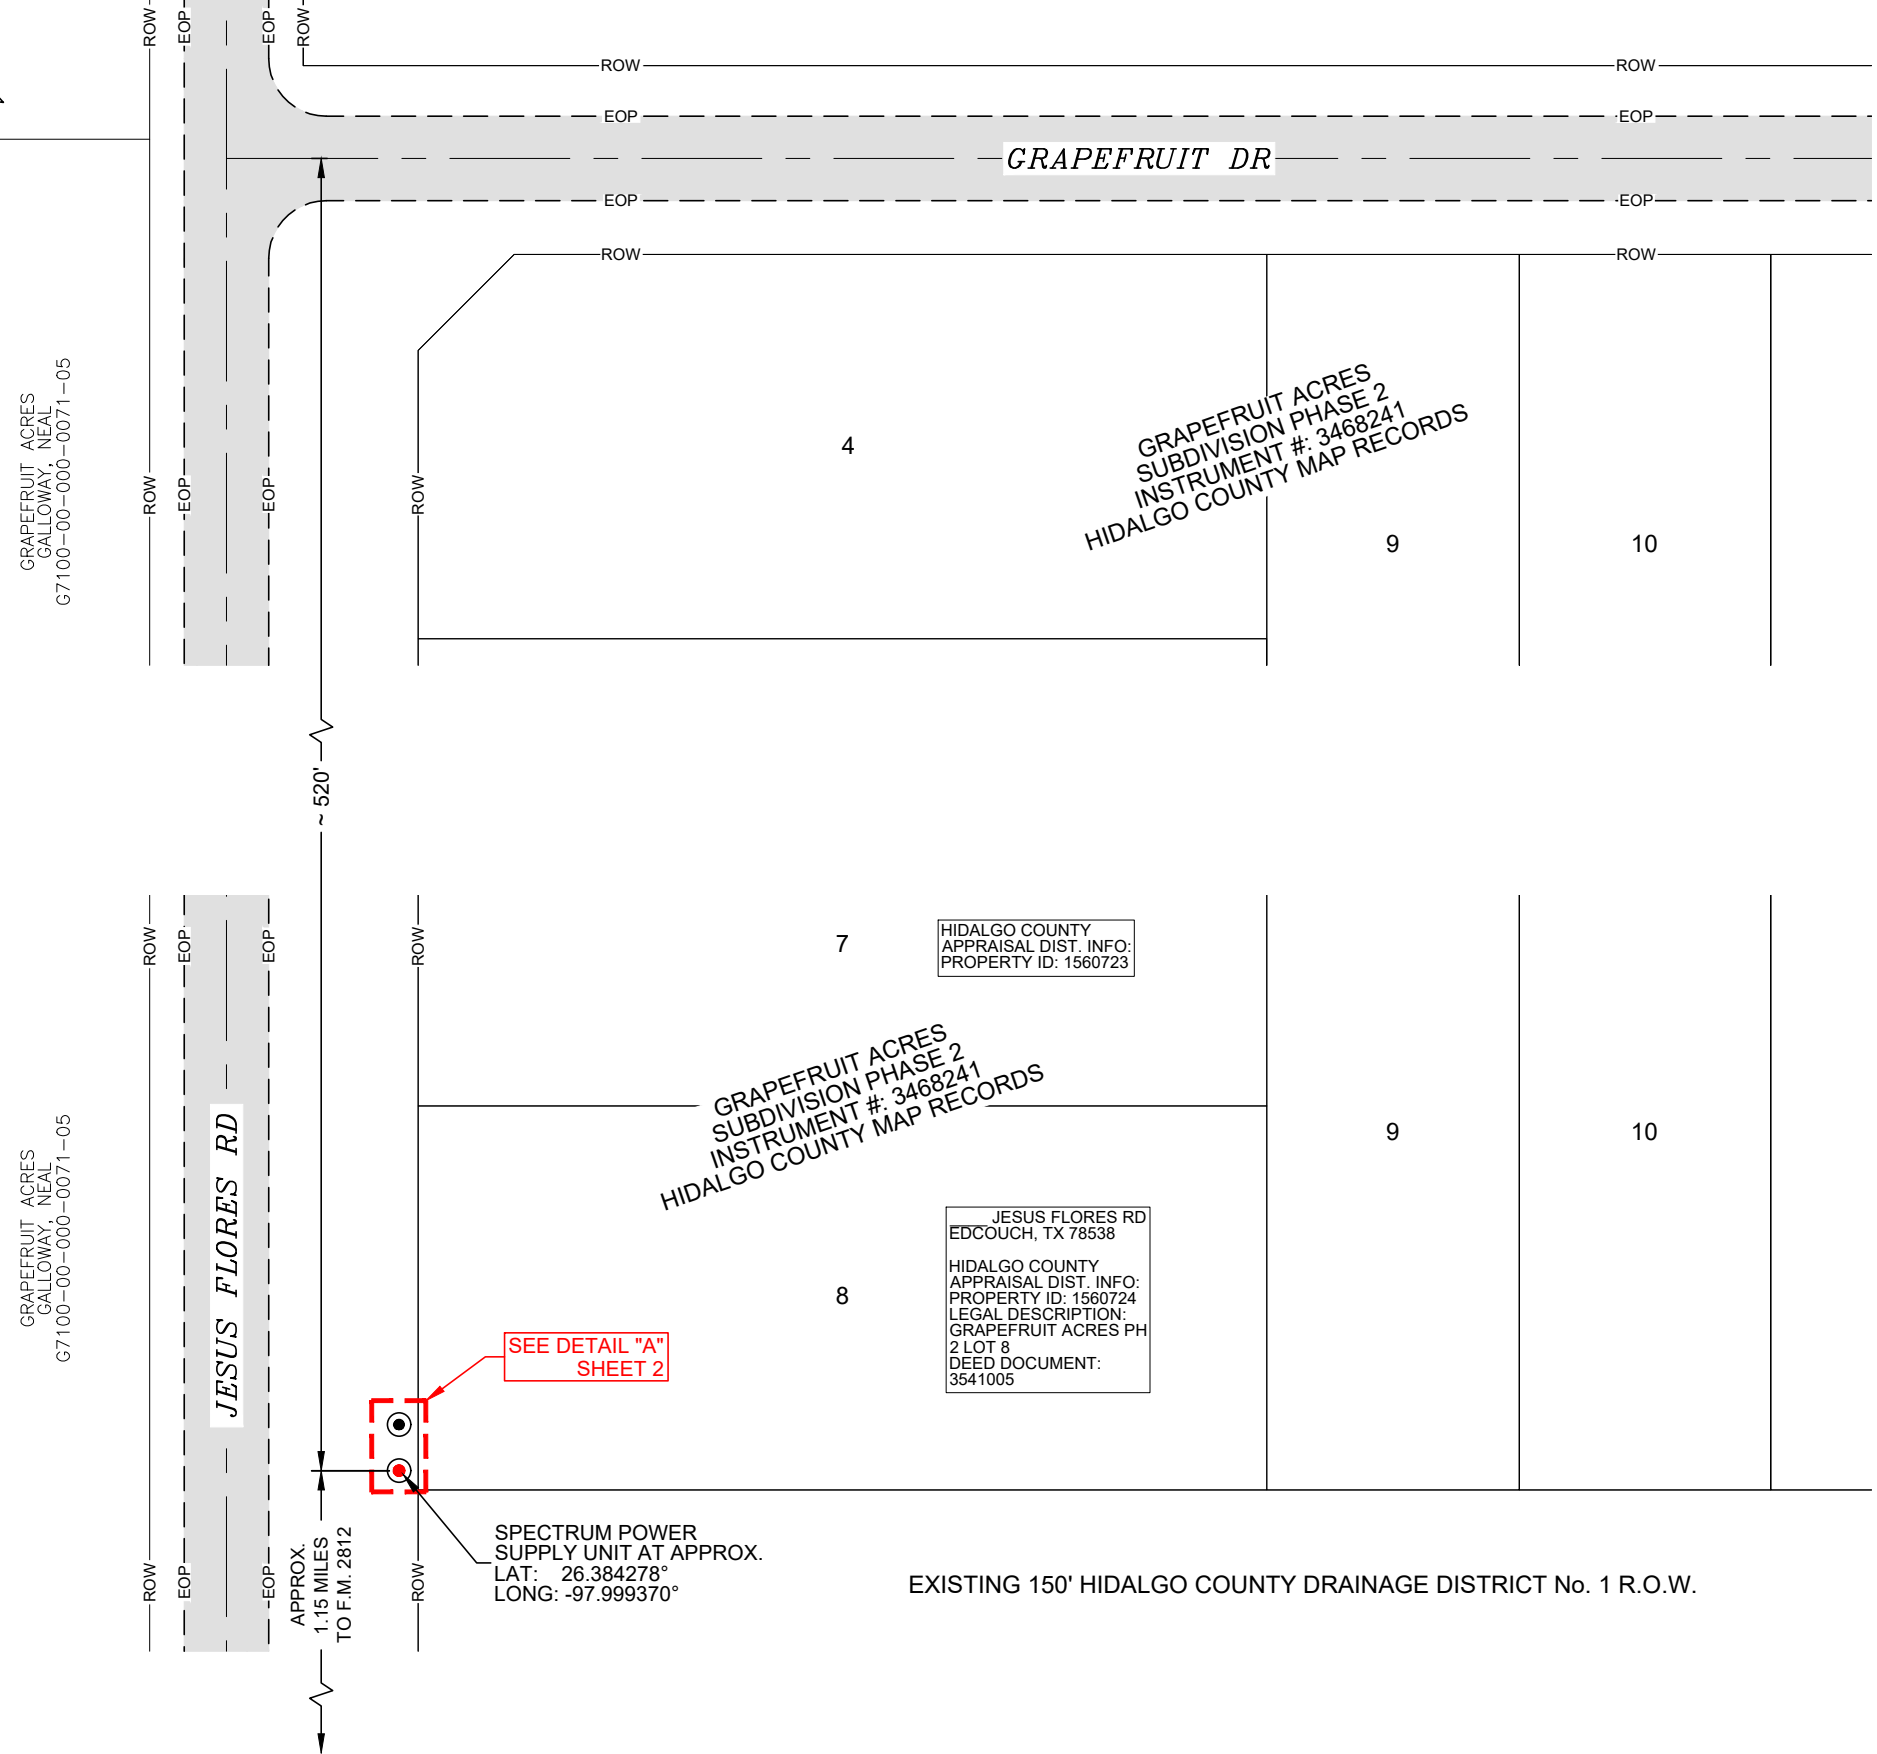 ROW
EOP
EOP
ROW
ROW
ROW
EOP
EOP
GRAPEFRUIT DR
EOP
EOP
ROW
ROW
GRAPEFRUIT ACRES
GALLOWAY, NEAL
G7100-00-000-0071-05
ROW
EOP
EOP
ROW
4
GRAPEFRUIT ACRES
SUBDIVISION PHASE 2
INSTRUMENT #: 3468241
HIDALGO COUNTY MAP RECORDS
9
10
~ 520'
ROW
EOP
EOP
ROW
7
HIDALGO COUNTY
APPRAISAL DIST. INFO:
PROPERTY ID: 1560723
GRAPEFRUIT ACRES
SUBDIVISION PHASE 2
INSTRUMENT #: 3468241
HIDALGO COUNTY MAP RECORDS
9
10
GRAPEFRUIT ACRES
GALLOWAY, NEAL
G7100-00-000-0071-05
JESUS FLORES RD
8
____ JESUS FLORES RD
EDCOUCH, TX 78538
HIDALGO COUNTY
APPRAISAL DIST. INFO:
PROPERTY ID: 1560724
LEGAL DESCRIPTION:
GRAPEFRUIT ACRES PH
2 LOT 8
DEED DOCUMENT:
3541005
SEE DETAIL "A"
SHEET 2
SPECTRUM POWER
SUPPLY UNIT AT APPROX.
LAT: 26.384278°
LONG: -97.999370°
ROW
EOP
EOP
APPROX.
1.15 MILES
TO F.M. 2812
ROW
EXISTING 150' HIDALGO COUNTY DRAINAGE DISTRICT No. 1 R.O.W.